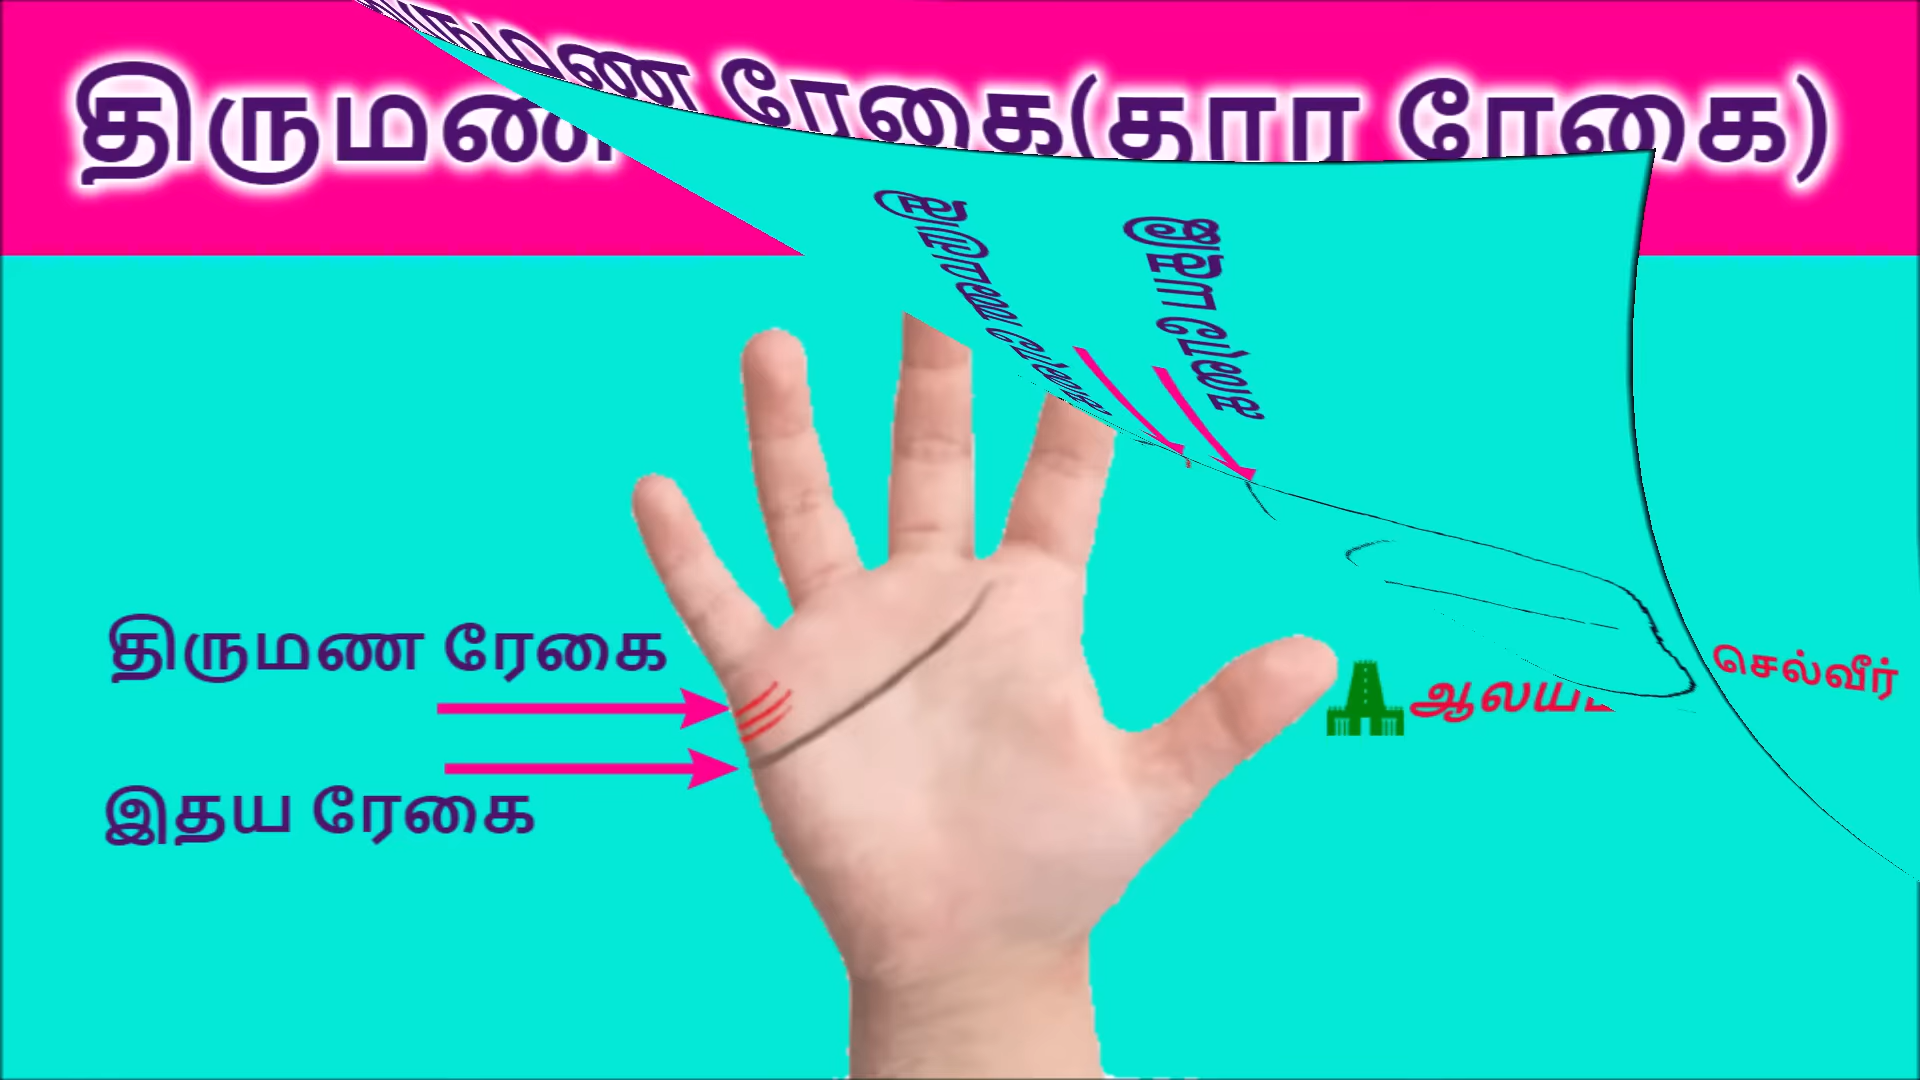 திருமண ரேகை(தார ரேகை)
திருமண ரேகை
இதய ரேகை
செல்வீர்